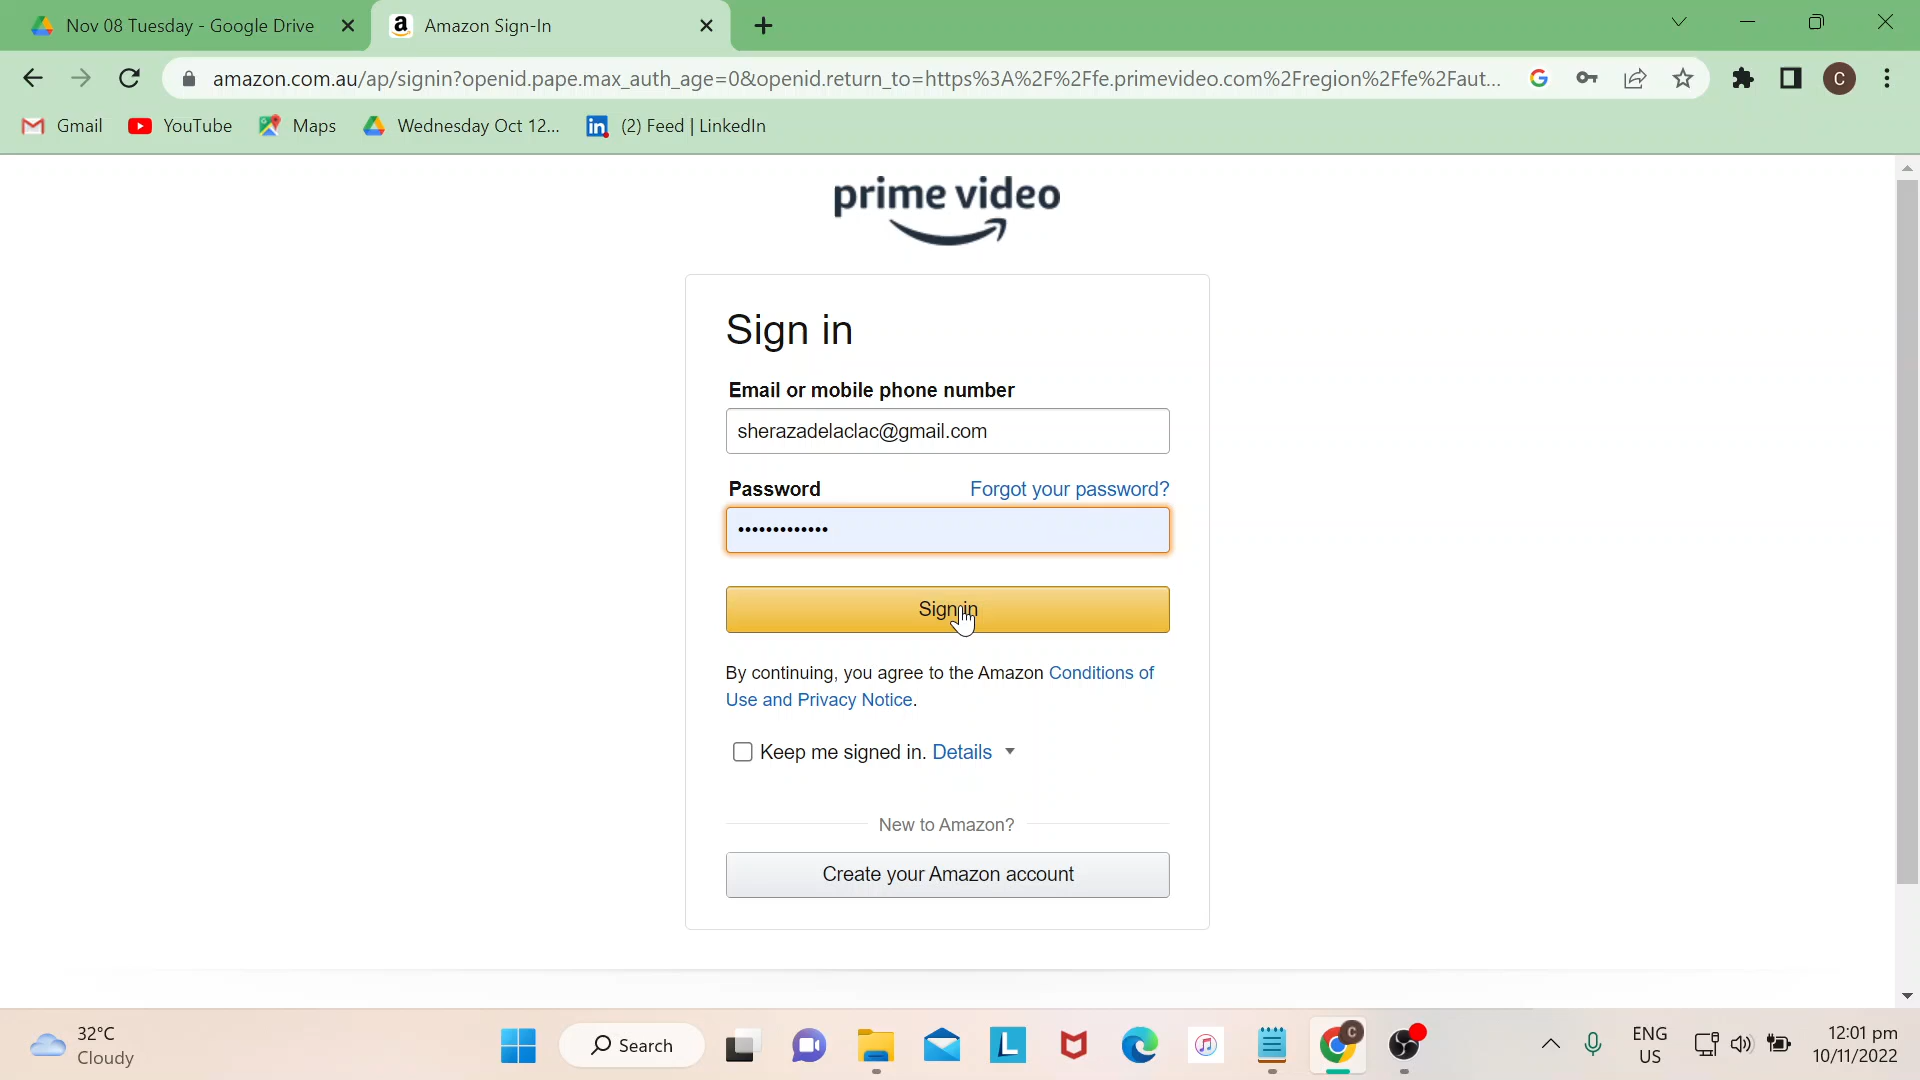 Nov 08 Tuesday - Google Drive
Amazon Sign-In
amazon.com.au/ap/signin?openid.pape.max_auth_age=0&openid.return_to=https%3A%2F%2Ffe.primevideo.com%2Fregion%2Ffe%2Faut...
C
Gmail
YouTube
Maps
Wednesday Oct 12...
(2) Feed | LinkedIn
prime video
Sign in
Email or mobile phone number
sherazadelaclac@gmail.com
Password
Forgot your password?
•••••••••••••
Sign in
By continuing, you agree to the Amazon Conditions of
Use and Privacy Notice.
Keep me signed in. Details
New to Amazon?
Create your Amazon account
32°C
Cloudy
Search
ENG
US
12:01 pm
10/11/2022